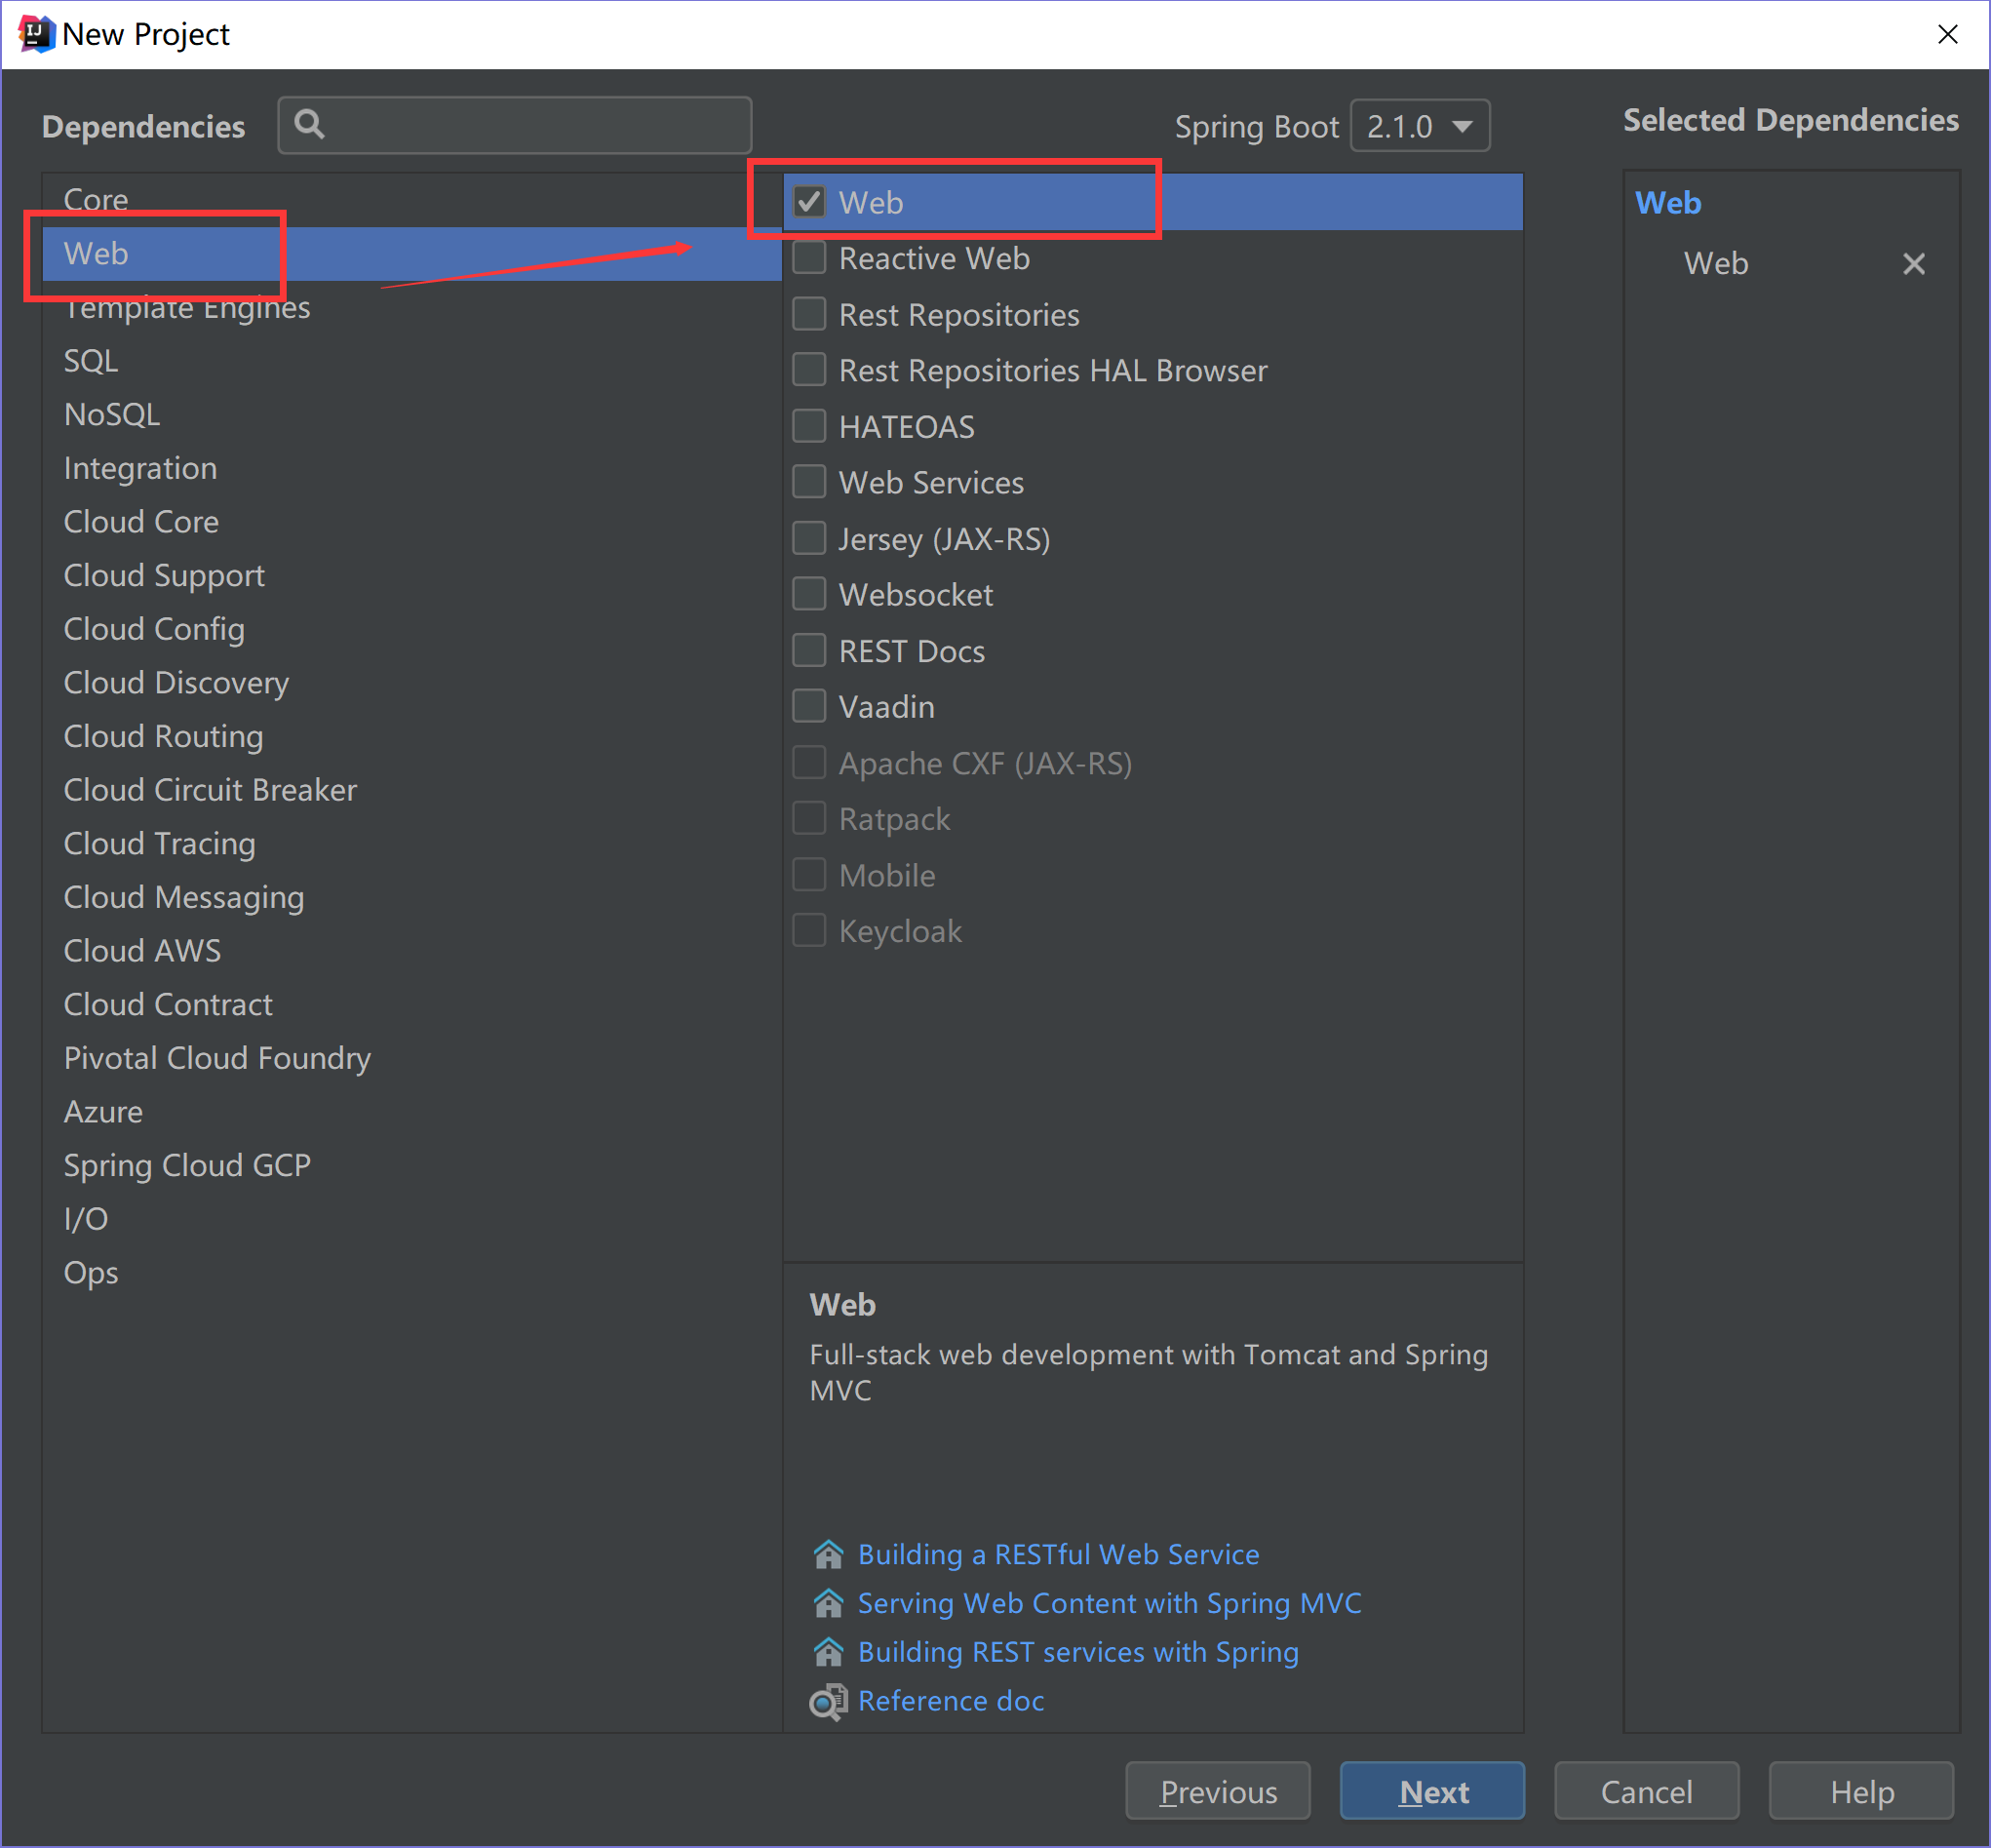 New Project
Dependencies
Spring Boot 2.1.0
Selected Dependencies
Core
Web
Template Engines
SQL
NoSQL
Integration
Cloud Core
Cloud Support
Cloud Config
Cloud Discovery
Cloud Routing
Cloud Circuit Breaker
Cloud Tracing
Cloud Messaging
Cloud AWS
Cloud Contract
Pivotal Cloud Foundry
Azure
Spring Cloud GCP
I/O
Ops
Web
Reactive Web
Rest Repositories
Rest Repositories HAL Browser
HATEOAS
Web Services
Jersey (JAX-RS)
Websocket
REST Docs
Vaadin
Apache CXF (JAX-RS)
Ratpack
Mobile
Keycloak
Web
Full-stack web development with Tomcat and Spring
MVC
Building a RESTful Web Service
Serving Web Content with Spring MVC
Building REST services with Spring
Reference doc
Web
Web
Previous
Next
Cancel
Help